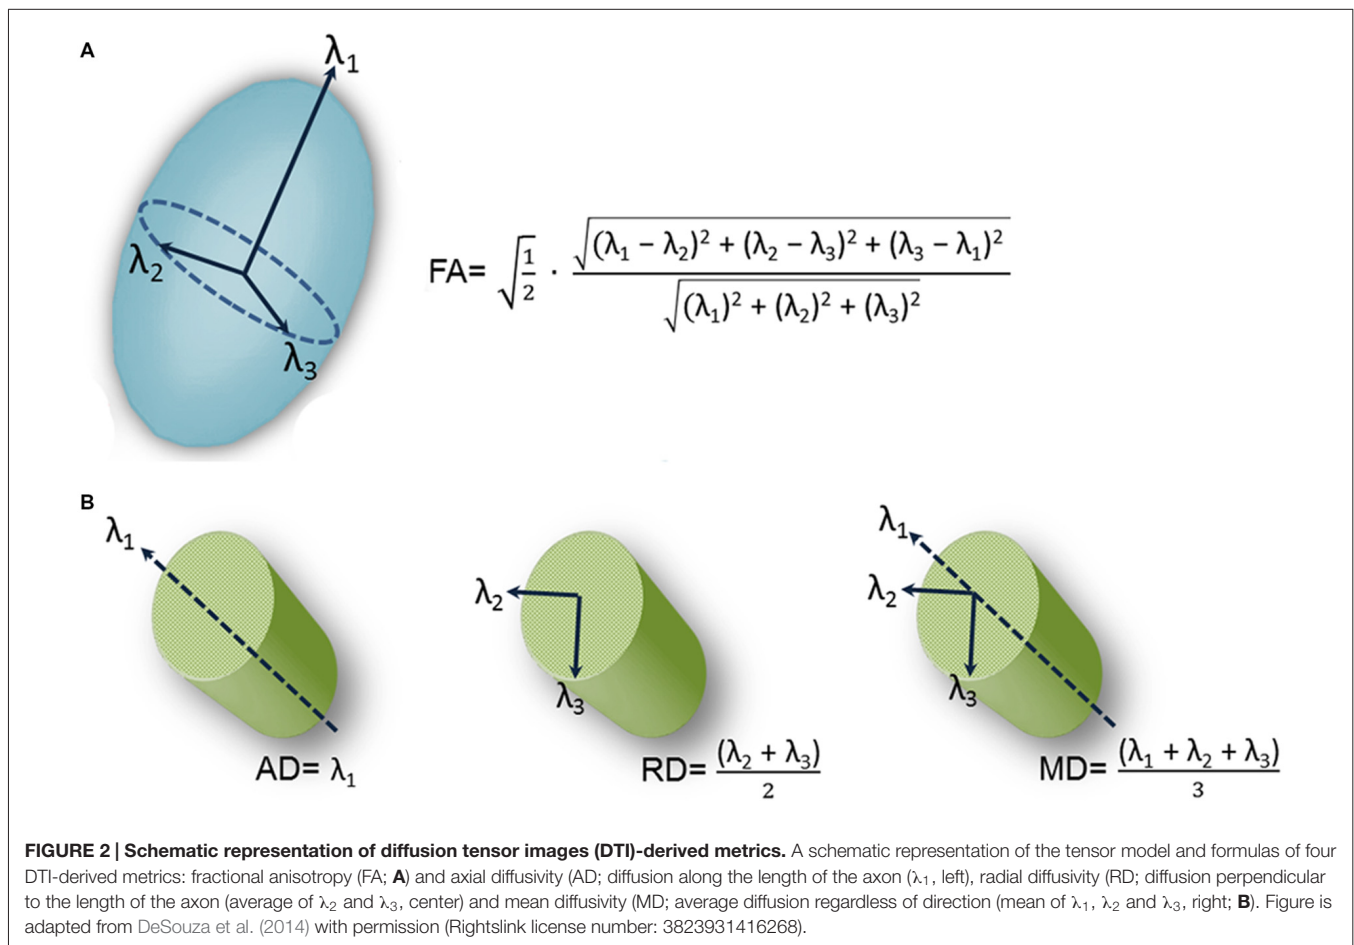 A
λ1
λ2
λ3
FA= √(1/2) · √((λ1 − λ2)² + (λ2 − λ3)² + (λ3 − λ1)²) / √((λ1)² + (λ2)² + (λ3)²)
B
λ1
AD= λ1
λ2
λ3
RD= (λ2 + λ3) / 2
λ1
λ2
λ3
MD= (λ1 + λ2 + λ3) / 3
FIGURE 2 | Schematic representation of diffusion tensor images (DTI)-derived metrics. A schematic representation of the tensor model and formulas of four
DTI-derived metrics: fractional anisotropy (FA; A) and axial diffusivity (AD; diffusion along the length of the axon (λ1, left), radial diffusivity (RD; diffusion perpendicular
to the length of the axon (average of λ2 and λ3, center) and mean diffusivity (MD; average diffusion regardless of direction (mean of λ1, λ2 and λ3, right; B). Figure is
adapted from DeSouza et al. (2014) with permission (Rightslink license number: 3823931416268).